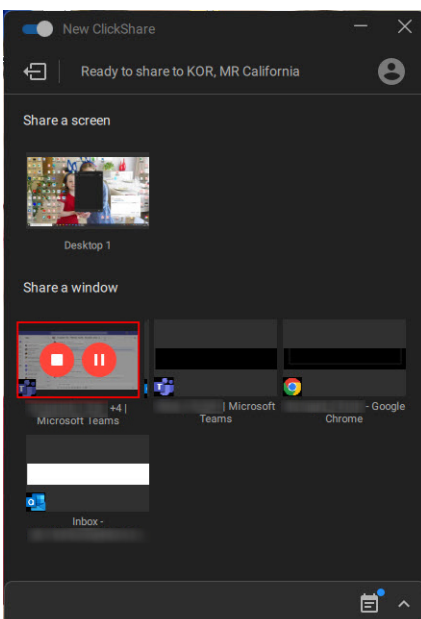 New ClickShare
Ready to share to KOR, MR California
Share a screen
Desktop 1
Share a window
+4 |
Microsoft Teams
| Microsoft
Teams
- Google
Chrome
Inbox -